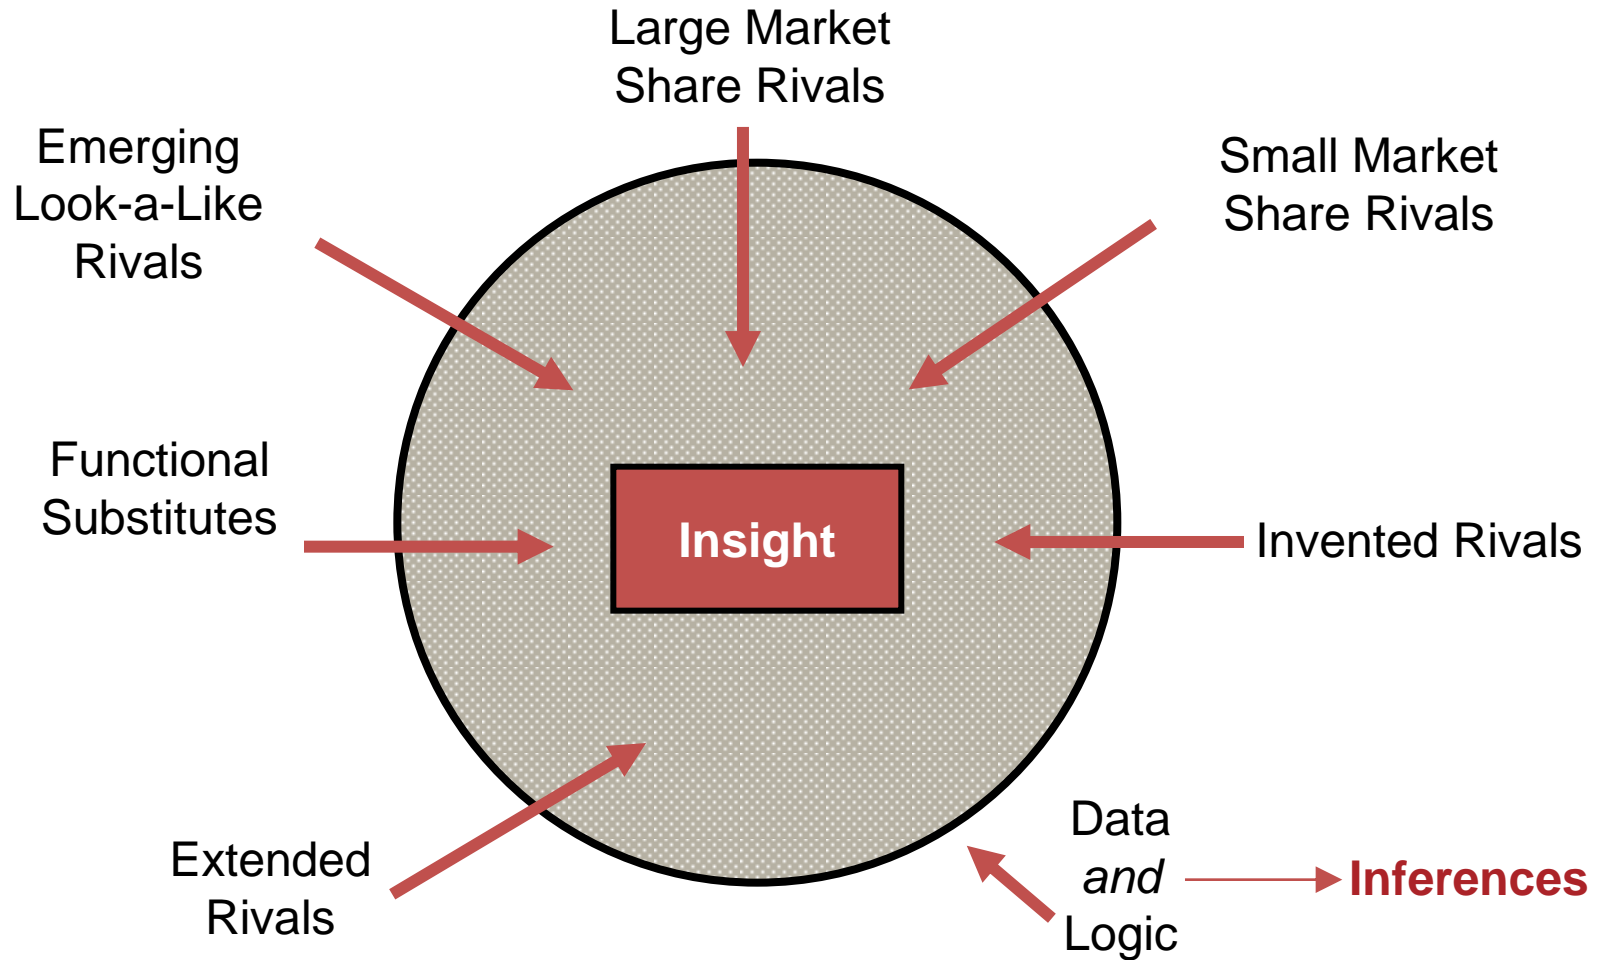 Large Market
Share Rivals
Emerging
Look-a-Like
Rivals
Small Market
Share Rivals
Functional
Substitutes
Insight
Invented Rivals
Extended
Rivals
Data
and
Logic
Inferences